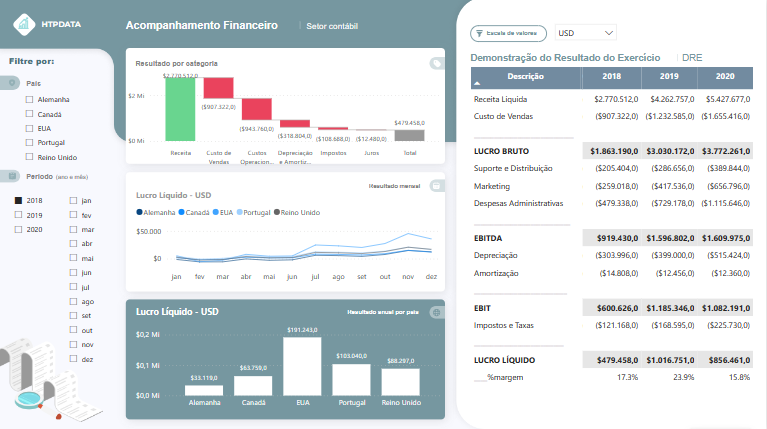 HTPDATA
Acompanhamento Financeiro | Setor contábil
Filtre por:
País
Alemanha
Canadá
EUA
Portugal
Reino Unido
Período (ano e mês)
2018
2019
2020
jan
fev
mar
abr
mai
jun
jul
ago
set
out
nov
dez
Resultado por categoria
$2.770.512,0
$2 Mi
($907.322,0)
($943.760,0)
($318.804,0)
($108.688,0)
($12.480,0)
$479.458,0
$0 Mi
Receita
Custo de Vendas
Custos Operacion...
Depreciação e Amortiz...
Impostos
Juros
Total
Lucro Líquido - USD
Resultado mensal
Alemanha Canadá EUA Portugal Reino Unido
$50.000
$0
jan fev mar abr mai jun jul ago set out nov dez
Lucro Líquido - USD
Resultado anual por país
$0,2 Mi
$0,1 Mi
$0,0 Mi
$33.119,0
$63.759,0
$191.243,0
$103.040,0
$88.297,0
Alemanha Canadá EUA Portugal Reino Unido
Escala de valores
USD
Demonstração do Resultado do Exercício | DRE
Descrição 2018 2019 2020
Receita Líquida $2.770.512,0 $4.262.757,0 $5.427.677,0
Custo de Vendas ($907.322,0) ($1.232.585,0) ($1.655.416,0)
LUCRO BRUTO $1.863.190,0 $3.030.172,0 $3.772.261,0
Suporte e Distribuição ($205.404,0) ($286.656,0) ($389.844,0)
Marketing ($259.018,0) ($417.536,0) ($656.796,0)
Despesas Administrativas ($479.338,0) ($729.178,0) ($1.115.646,0)
EBITDA $919.430,0 $1.596.802,0 $1.609.975,0
Depreciação ($303.996,0) ($399.000,0) ($515.424,0)
Amortização ($14.808,0) ($12.456,0) ($12.360,0)
EBIT $600.626,0 $1.185.346,0 $1.082.191,0
Impostos e Taxas ($121.168,0) ($168.595,0) ($225.730,0)
LUCRO LÍQUIDO $479.458,0 $1.016.751,0 $856.461,0
___%margem 17.3% 23.9% 15.8%